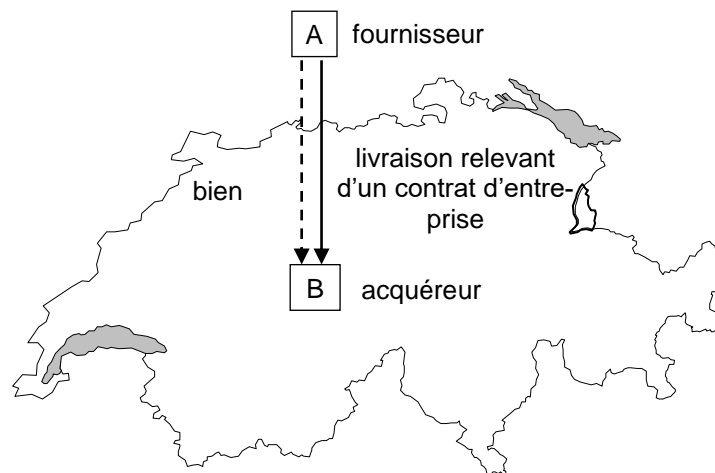 A fournisseur
livraison relevant
d'un contrat d'entre-
prise
bien
B acquéreur